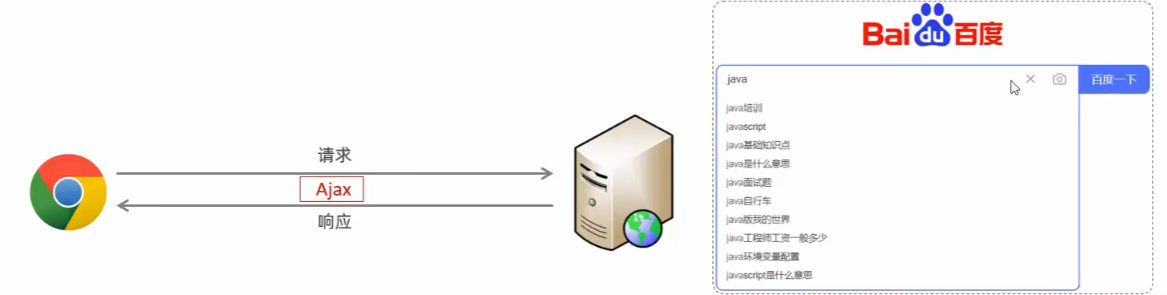 请求
Ajax
响应
Bai du 百度
java
百度一下
java培训
javascript
java基础知识点
java是什么意思
java面试题
java自行车
java版我的世界
java工程师工资一般多少
java环境变量配置
javascript是什么意思